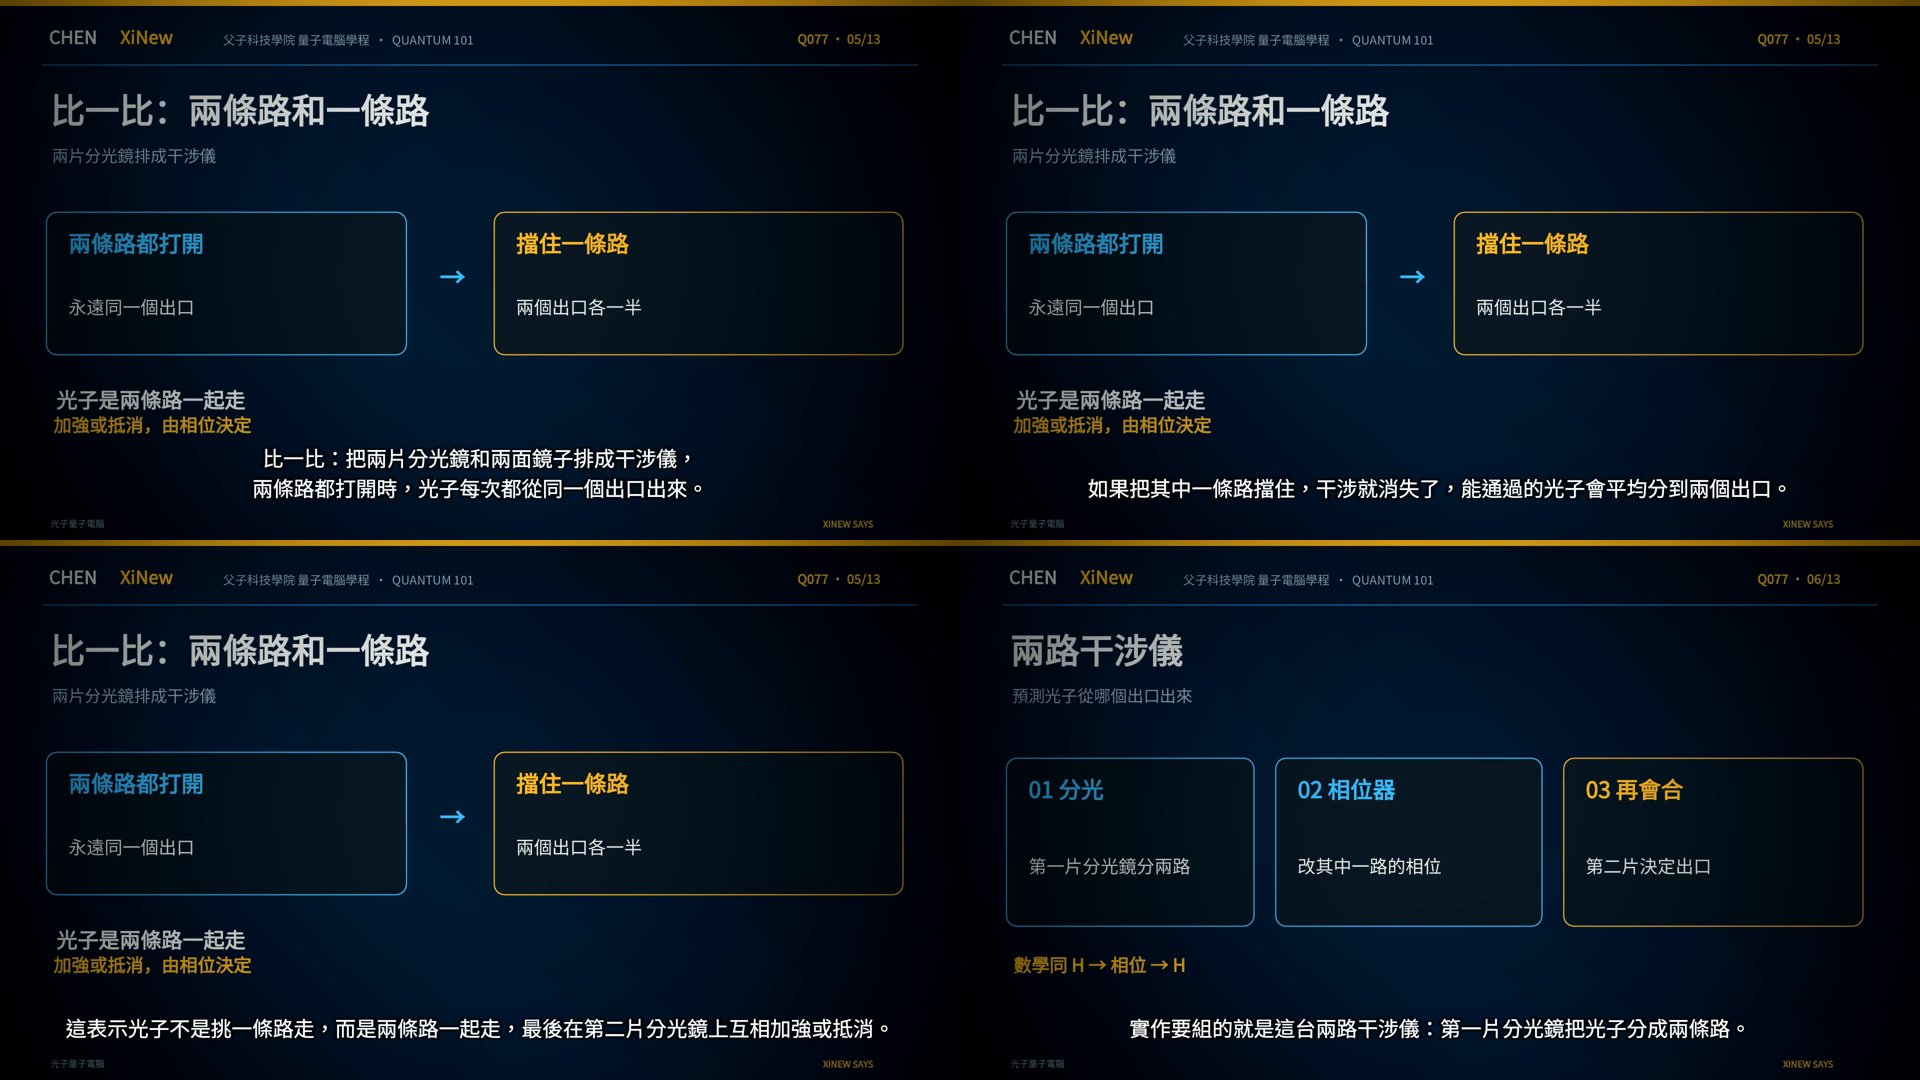 CHEN XiNew 父子科技學院 量子電腦學程 · QUANTUM 101 Q077 · 05/13
比一比：兩條路和一條路
兩片分光鏡排成干涉儀
兩條路都打開
永遠同一個出口
→
擋住一條路
兩個出口各一半
光子是兩條路一起走
加強或抵消，由相位決定
比一比：把兩片分光鏡和兩面鏡子排成干涉儀，
兩條路都打開時，光子每次都從同一個出口出來。
光子量子電腦 XINEW SAYS
CHEN XiNew 父子科技學院 量子電腦學程 · QUANTUM 101 Q077 · 05/13
比一比：兩條路和一條路
兩片分光鏡排成干涉儀
兩條路都打開
永遠同一個出口
→
擋住一條路
兩個出口各一半
光子是兩條路一起走
加強或抵消，由相位決定
如果把其中一條路擋住，干涉就消失了，能通過的光子會平均分到兩個出口。
光子量子電腦 XINEW SAYS
CHEN XiNew 父子科技學院 量子電腦學程 · QUANTUM 101 Q077 · 05/13
比一比：兩條路和一條路
兩片分光鏡排成干涉儀
兩條路都打開
永遠同一個出口
→
擋住一條路
兩個出口各一半
光子是兩條路一起走
加強或抵消，由相位決定
這表示光子不是挑一條路走，而是兩條路一起走，最後在第二片分光鏡上互相加強或抵消。
光子量子電腦 XINEW SAYS
CHEN XiNew 父子科技學院 量子電腦學程 · QUANTUM 101 Q077 · 06/13
兩路干涉儀
預測光子從哪個出口出來
01 分光
第一片分光鏡分兩路
02 相位器
改其中一路的相位
03 再會合
第二片決定出口
數學同 H → 相位 → H
實作要組的就是這台兩路干涉儀：第一片分光鏡把光子分成兩條路。
光子量子電腦 XINEW SAYS